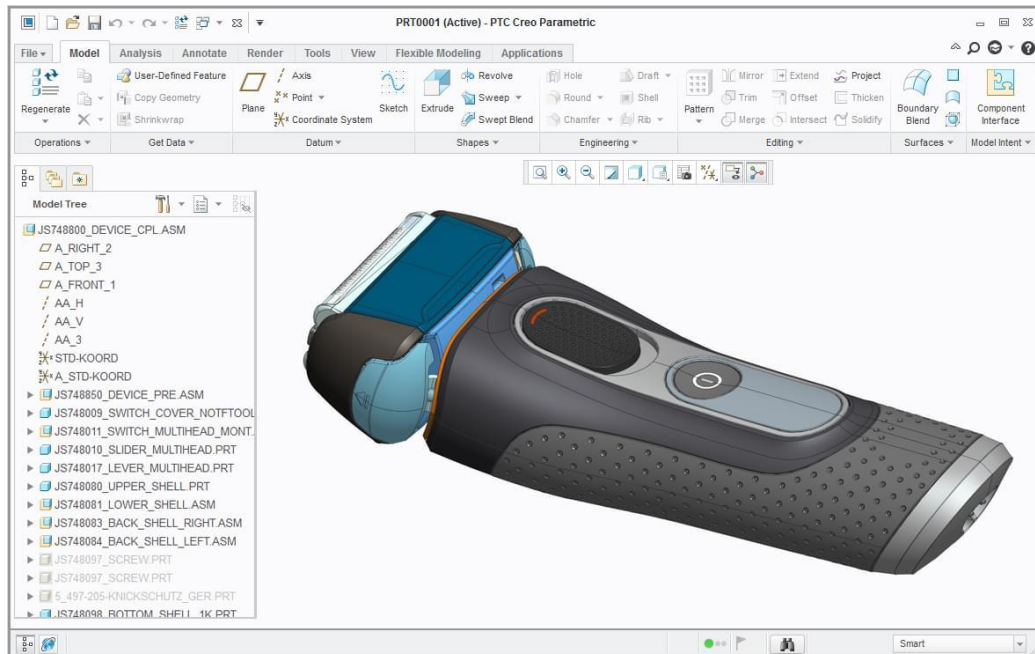 PRT0001 (Active) - PTC Creo Parametric
File Model Analysis Annotate Render Tools View Flexible Modeling Applications
Regenerate
User-Defined Feature
Copy Geometry
Shrinkwrap
Plane
Axis
Point
Coordinate System
Sketch
Extrude
Revolve
Sweep
Swept Blend
Hole
Round
Chamfer
Draft
Shell
Rib
Pattern
Mirror
Trim
Merge
Extend
Offset
Intersect
Project
Thicken
Solidify
Boundary
Blend
Component
Interface
Operations Get Data Datum Shapes Engineering Editing Surfaces Model Intent
Model Tree
JS748800_DEVICE_CPL.ASM
A_RIGHT_2
A_TOP_3
A_FRONT_1
AA_H
AA_V
AA_3
STD-KOORD
A_STD-KOORD
JS748850_DEVICE_PRE.ASM
JS748009_SWITCH_COVER_NOTFTOOL
JS748011_SWITCH_MULTIHEAD_MONT.
JS748010_SLIDER_MULTIHEAD.PRT
JS748017_LEVER_MULTIHEAD.PRT
JS748080_UPPER_SHELL.PRT
JS748081_LOWER_SHELL.ASM
JS748083_BACK_SHELL_RIGHT.ASM
JS748084_BACK_SHELL_LEFT.ASM
JS748097_SCREW.PRT
JS748097_SCREW.PRT
5_497-205-KNICKSCHUTZ_GER.PRT
JS748098_BOTTOM_SHELL_1K.PRT
Smart